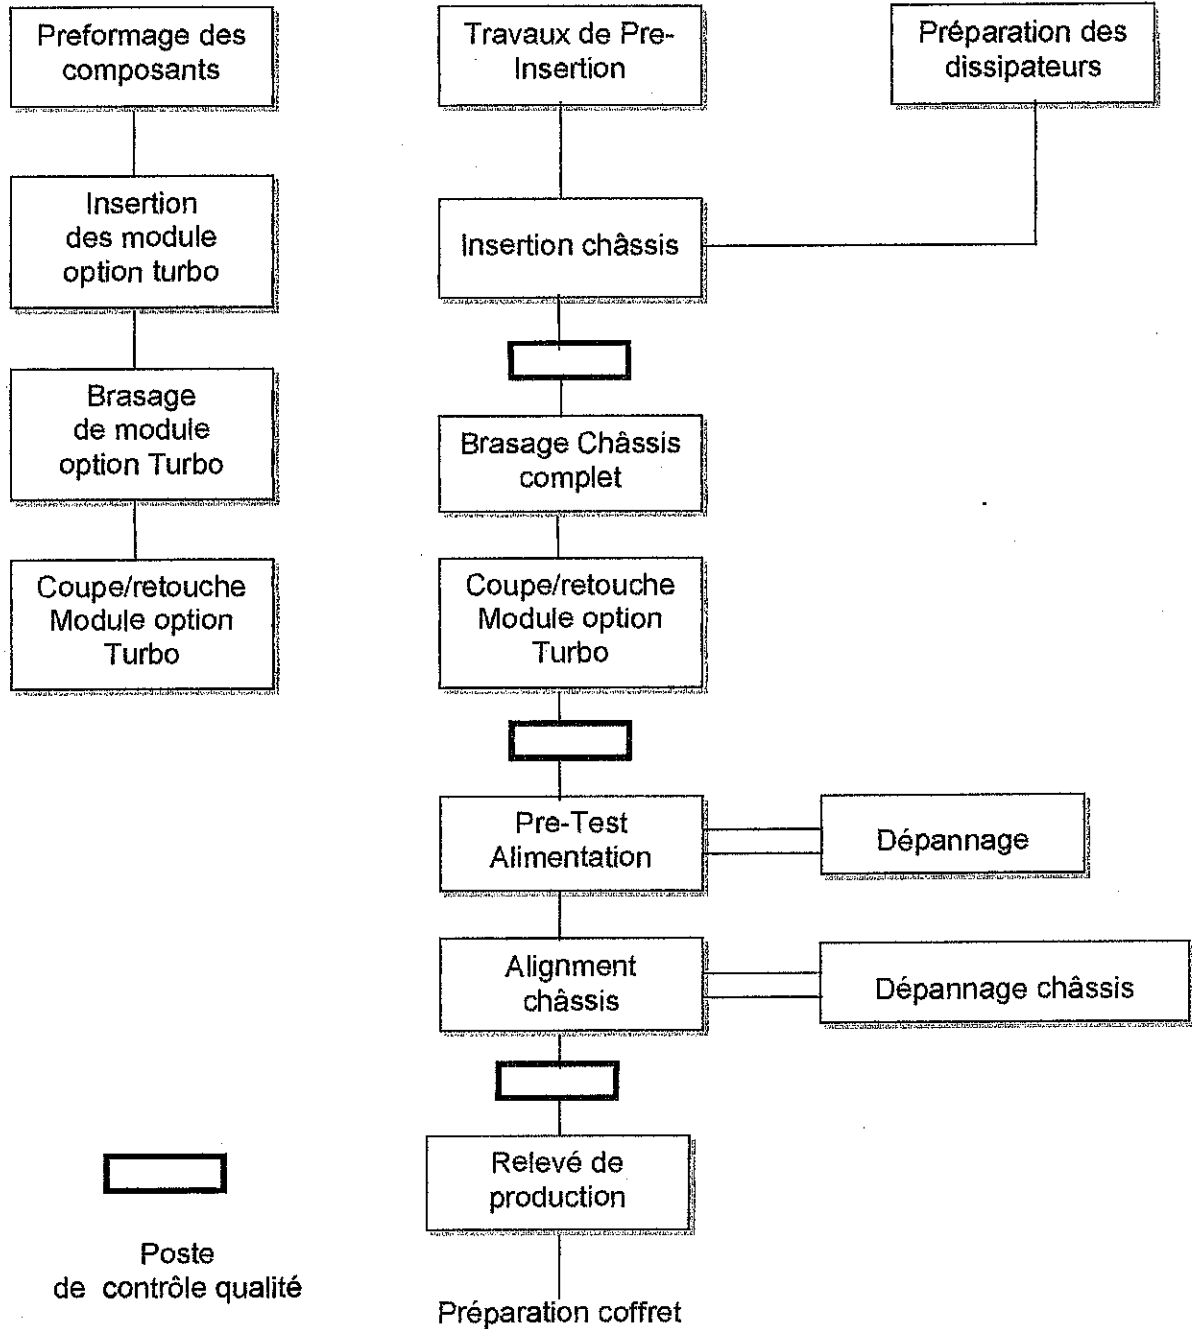 Preformage des
composants
Travaux de Pre-
Insertion
Préparation des
dissipateurs
Insertion
des module
option turbo
Insertion châssis
Brasage
de module
option Turbo
Brasage Châssis
complet
Coupe/retouche
Module option
Turbo
Coupe/retouche
Module option
Turbo
Pre-Test
Alimentation
Dépannage
Alignment
châssis
Dépannage châssis
Relevé de
production
Poste
de contrôle qualité
Préparation coffret